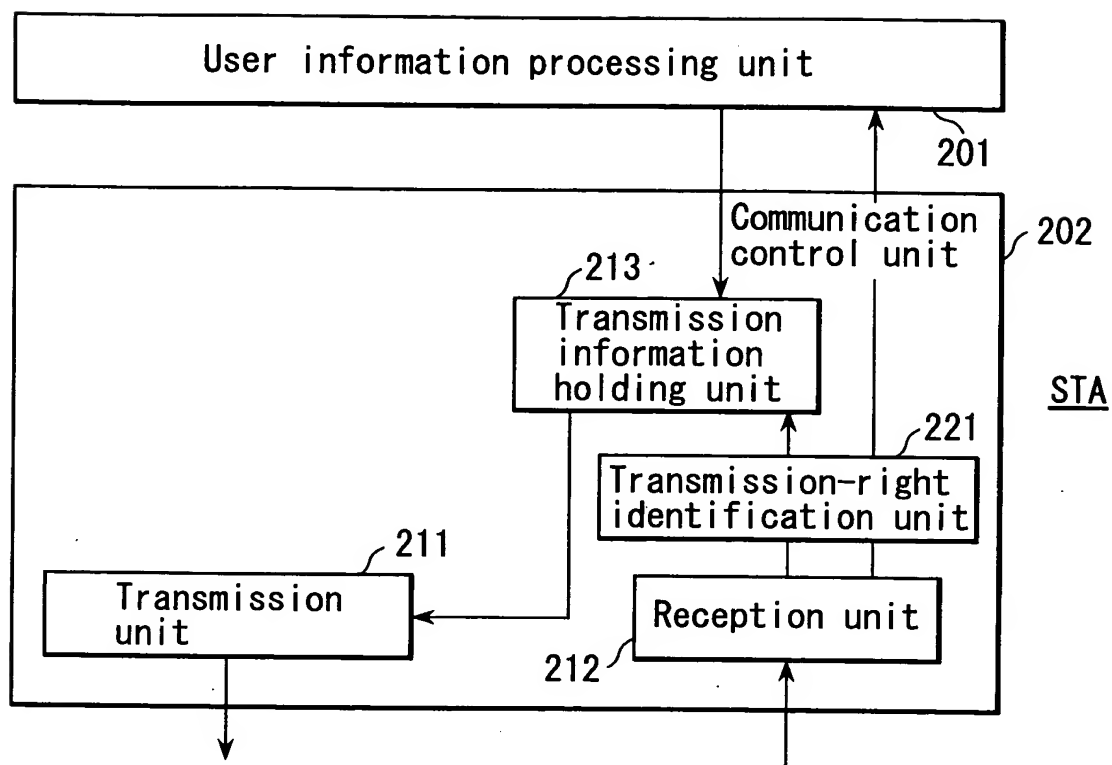 User information processing unit
201
Communication
control unit
202
213
Transmission
information
holding unit
STA
221
Transmission-right
identification unit
211
Transmission
unit
Reception unit
212